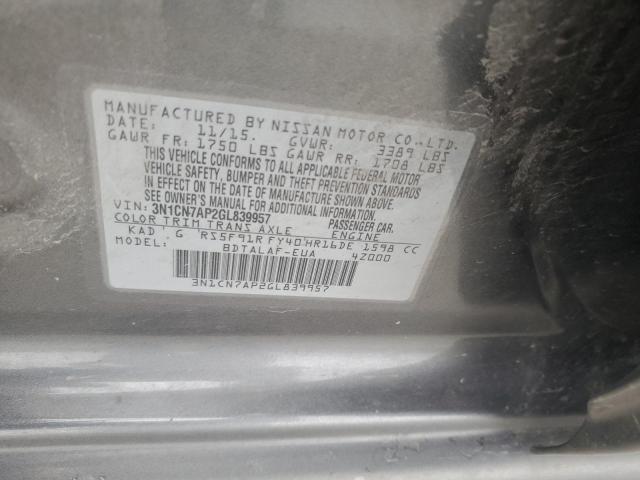 MANUFACTURED BY NISSAN MOTOR CO., LTD.
DATE: 11/15. GVWR: 3389 LBS
GAWR FR: 1750 LBS GAWR RR: 1708 LBS
THIS VEHICLE CONFORMS TO ALL APPLICABLE FEDERAL MOTOR
VEHICLE SAFETY, BUMPER AND THEFT PREVENTION STANDARDS
IN EFFECT ON THE DATE OF MANUFACTURE SHOWN ABOVE.
SEE OWNER'S MANUAL FOR ADDITIONAL INFORMATION
VIN: 3N1CN7AP2GL839957 PASSENGER CAR
COLOR TRIM TRANS AXLE ENGINE
KAD G RS5F91R FY40 HR16DE 1598 CC
MODEL: BDTALAF-EUA 42000
3N1CN7AP2GL839957